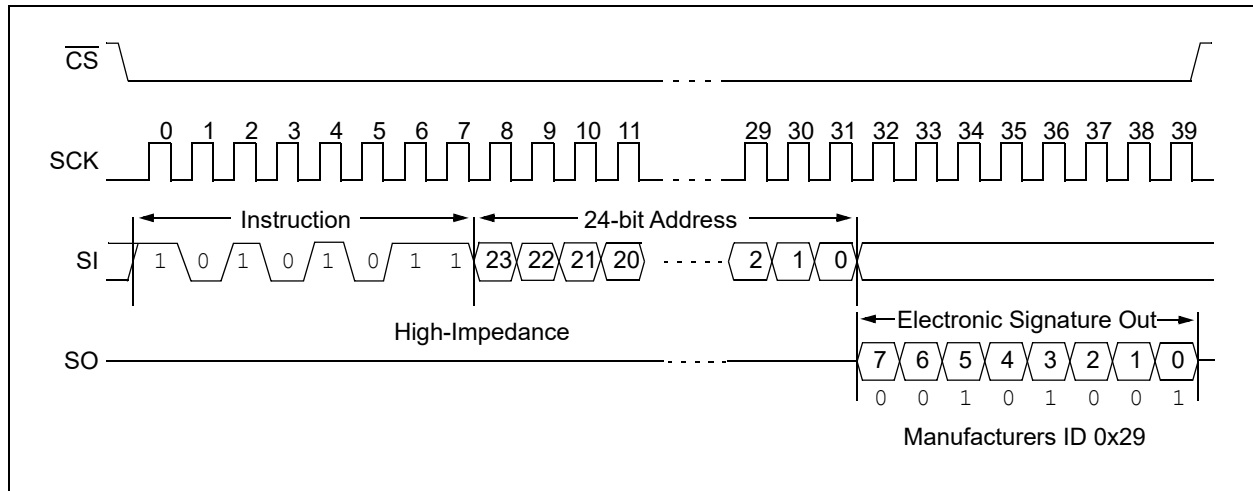 CS
0 1 2 3 4 5 6 7 8 9 10 11 29 30 31 32 33 34 35 36 37 38 39
SCK
Instruction 24-bit Address
SI 1 0 1 0 1 0 1 1 23 22 21 20 2 1 0
High-Impedance Electronic Signature Out
SO 7 6 5 4 3 2 1 0
0 0 1 0 1 0 0 1
Manufacturers ID 0x29